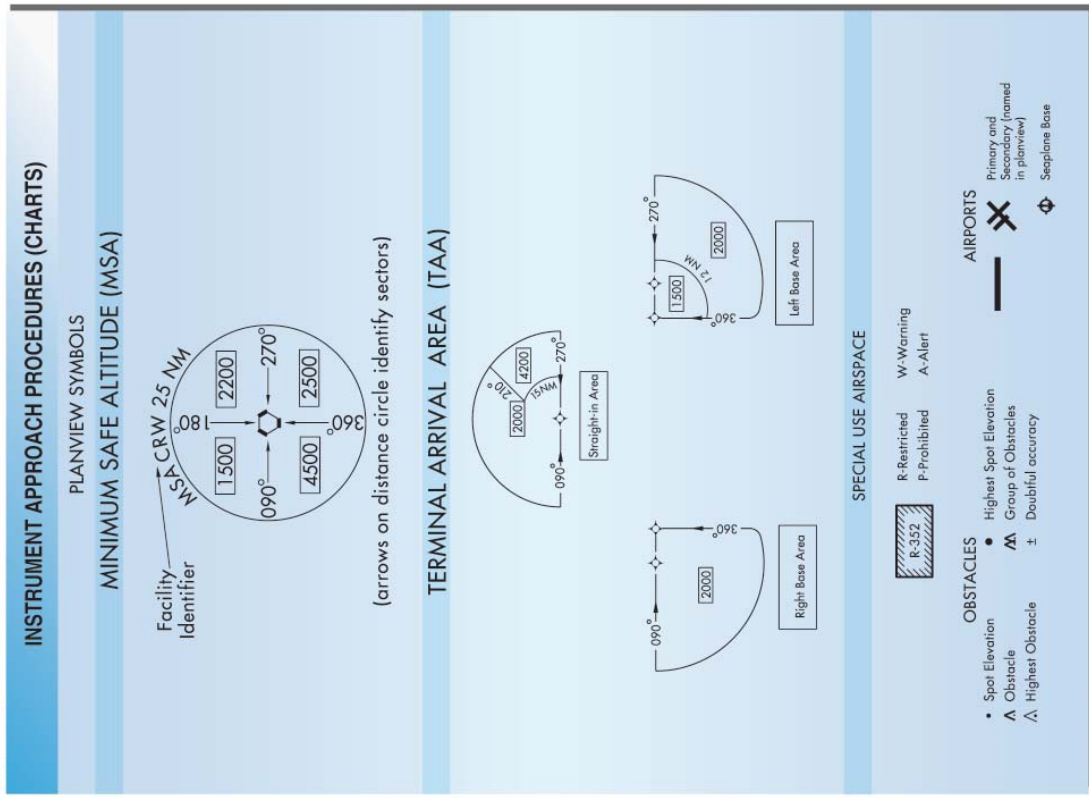 INSTRUMENT APPROACH PROCEDURES (CHARTS)
PLANVIEW SYMBOLS
MINIMUM SAFE ALTITUDE (MSA)
Facility
Identifier
MSA CRW 25 NM
180°
1500
2200
090°
270°
4500
2500
360°
(arrows on distance circle identify sectors)
TERMINAL ARRIVAL AREA (TAA)
210°
2000
4200
15 NM
090°
270°
Straight-in Area
090°
2000
360°
Right Base Area
270°
1500
12 NM
2000
360°
Left Base Area
SPECIAL USE AIRSPACE
R-352
R-Restricted
W-Warning
P-Prohibited
A-Alert
OBSTACLES
• Spot Elevation
Obstacle
Highest Obstacle
● Highest Spot Elevation
Group of Obstacles
± Doubtful accuracy
AIRPORTS
Primary and
Secondary (named
in planview)
Seaplane Base